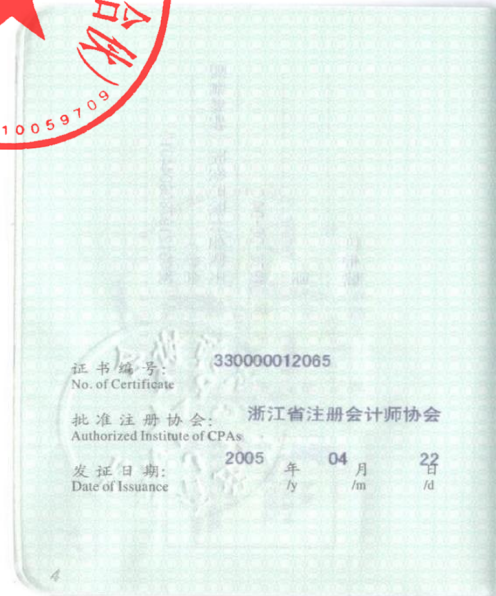 合伙)
10059709
证书编号: 330000012065
No. of Certificate
批准注册协会: 浙江省注册会计师协会
Authorized Institute of CPAs
发证日期: 2005 年 04 月 22 日
Date of Issuance /y /m /d
4